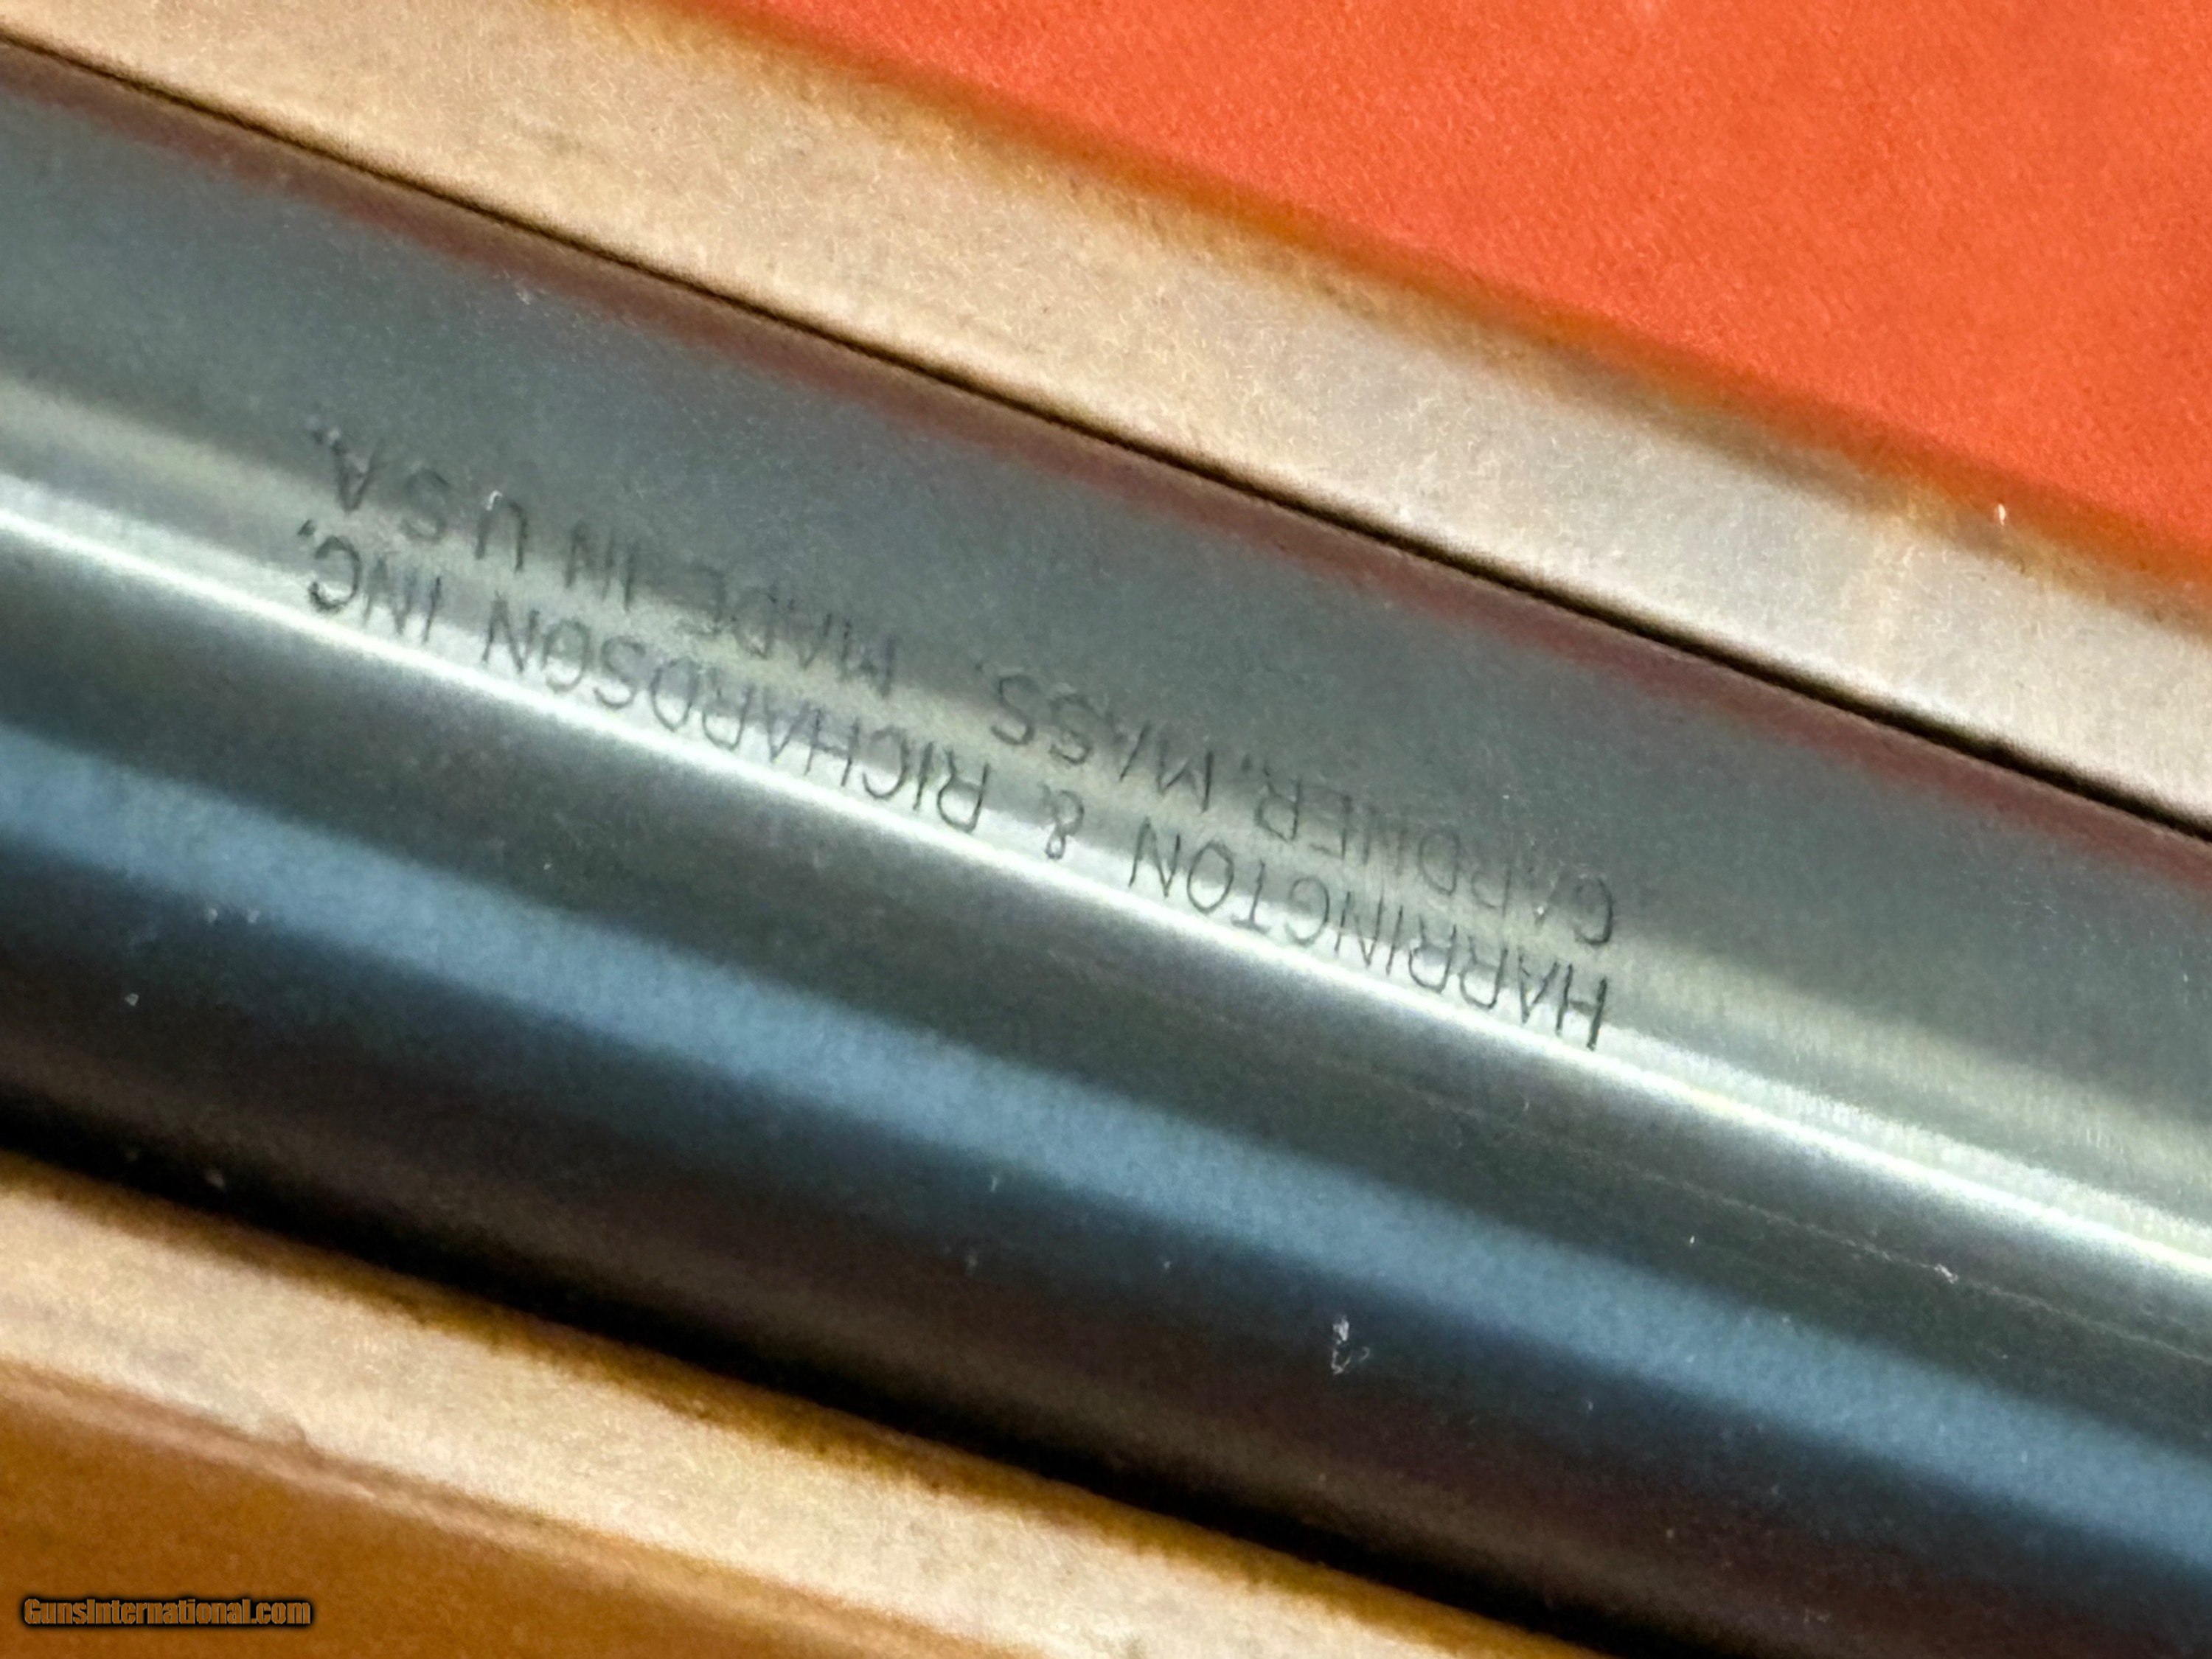 HARRINGTON & RICHARDSON INC.
GARDNER, MASS. MADE IN U.S.A.
GunsInternational.com